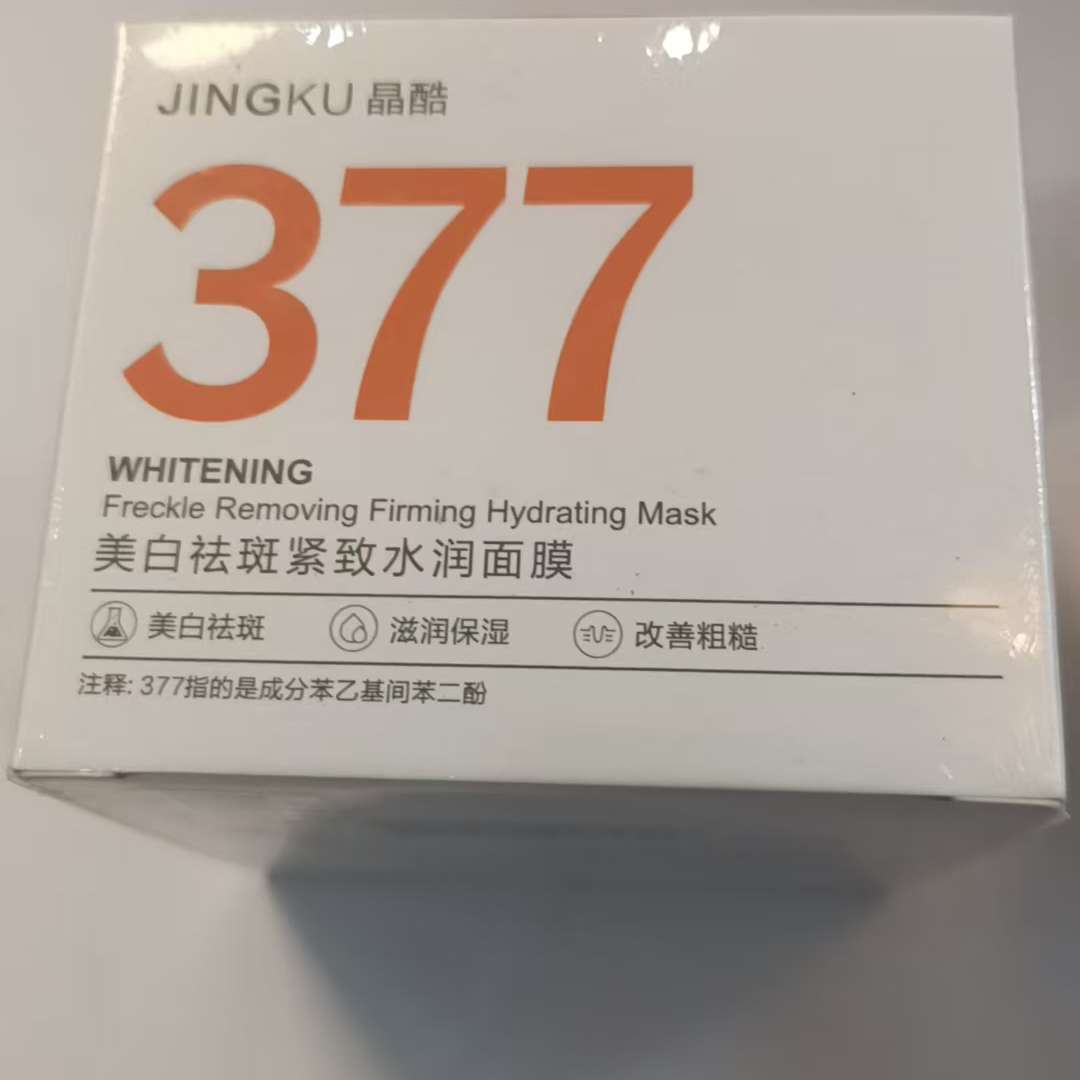 JINGKU 晶酷
377
WHITENING
Freckle Removing Firming Hydrating Mask
美白祛斑紧致水润面膜
美白祛斑 滋润保湿 改善粗糙
注释: 377指的是成分苯乙基间苯二酚